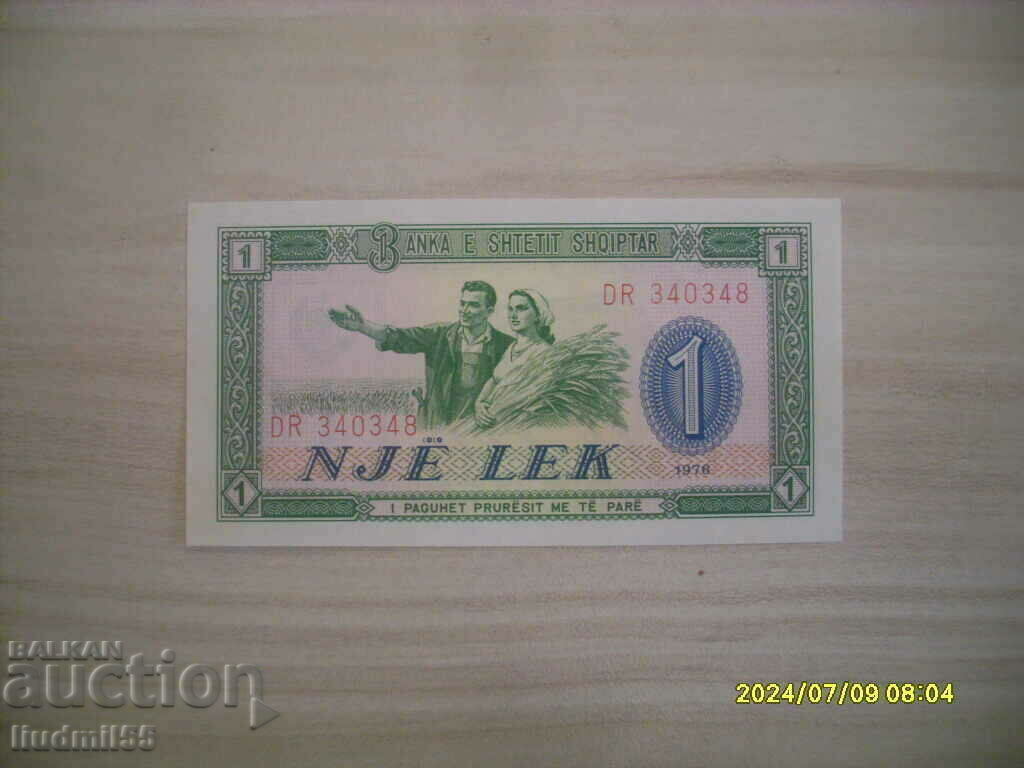 1 BANKA E SHTETIT SHQIPTAR 1
DR 340348
1
DR 340348
NJË LEK 1976
1 I PAGUHET PRURËSIT ME TË PARË 1
BALKAN
auction
liudmil55
2024/07/09 08:04